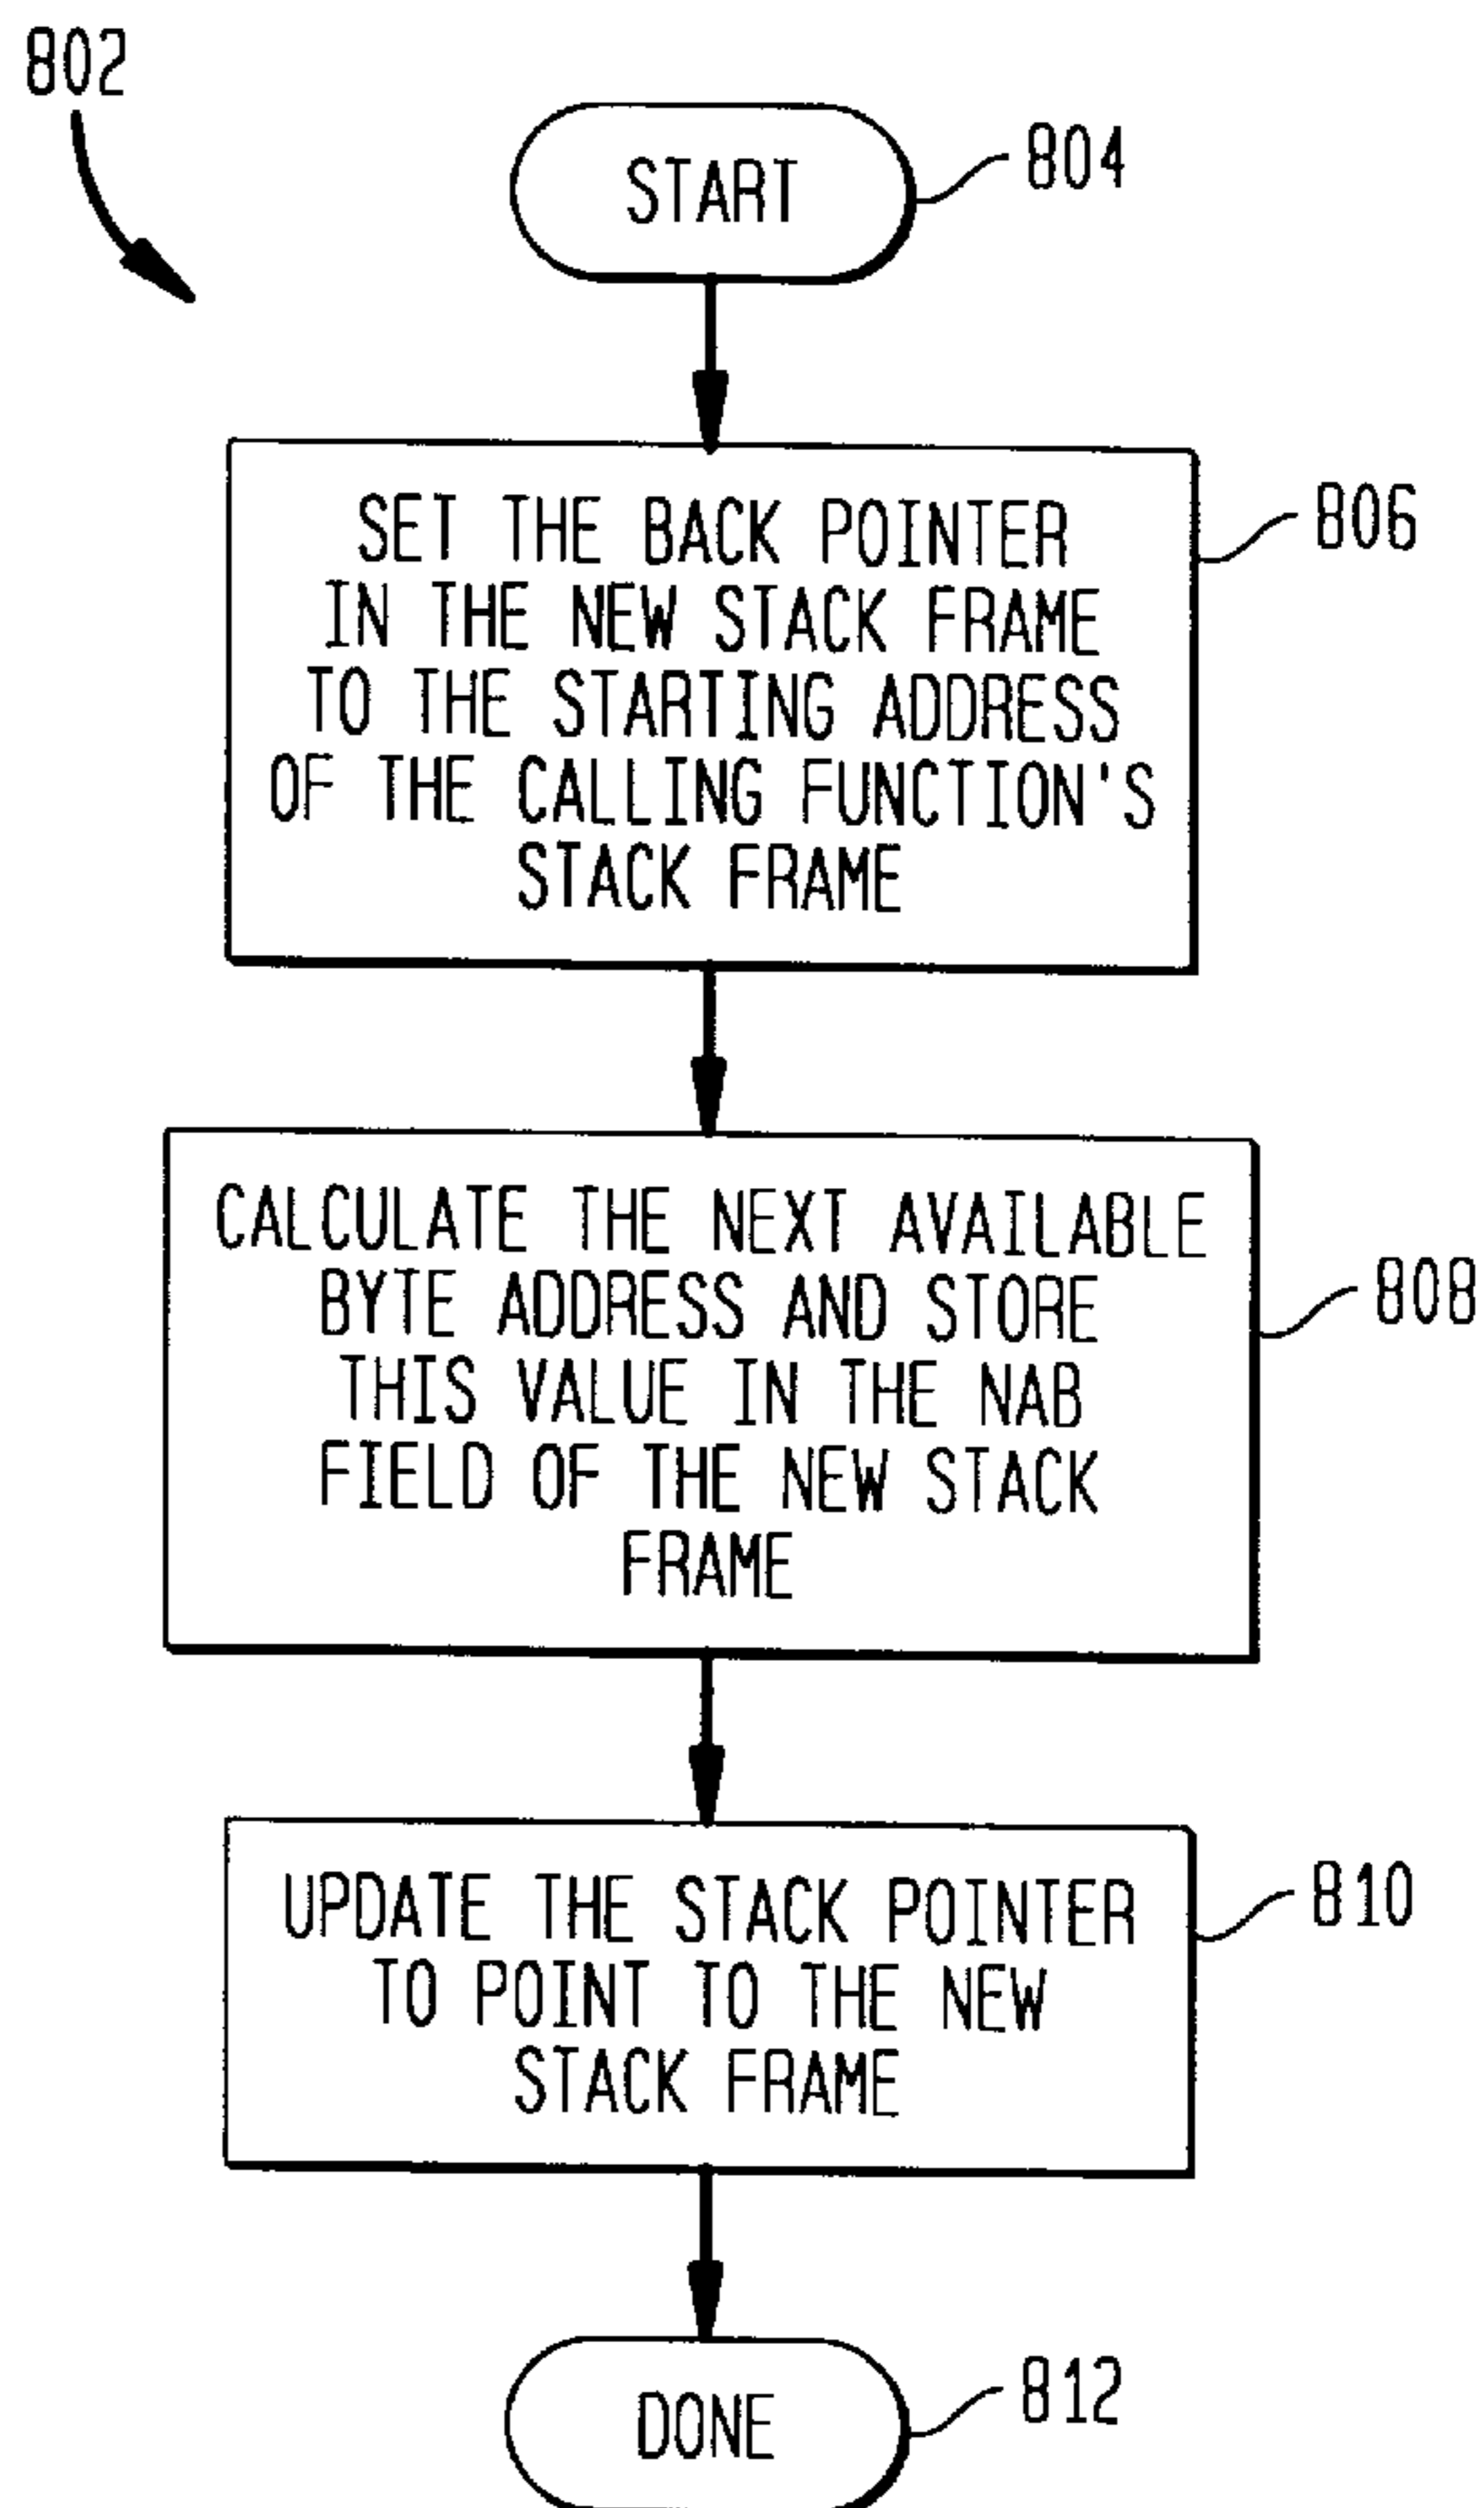 802
START
804
SET THE BACK POINTER
IN THE NEW STACK FRAME
TO THE STARTING ADDRESS
OF THE CALLING FUNCTION'S
STACK FRAME
806
CALCULATE THE NEXT AVAILABLE
BYTE ADDRESS AND STORE
THIS VALUE IN THE NAB
FIELD OF THE NEW STACK
FRAME
808
UPDATE THE STACK POINTER
TO POINT TO THE NEW
STACK FRAME
810
DONE
812